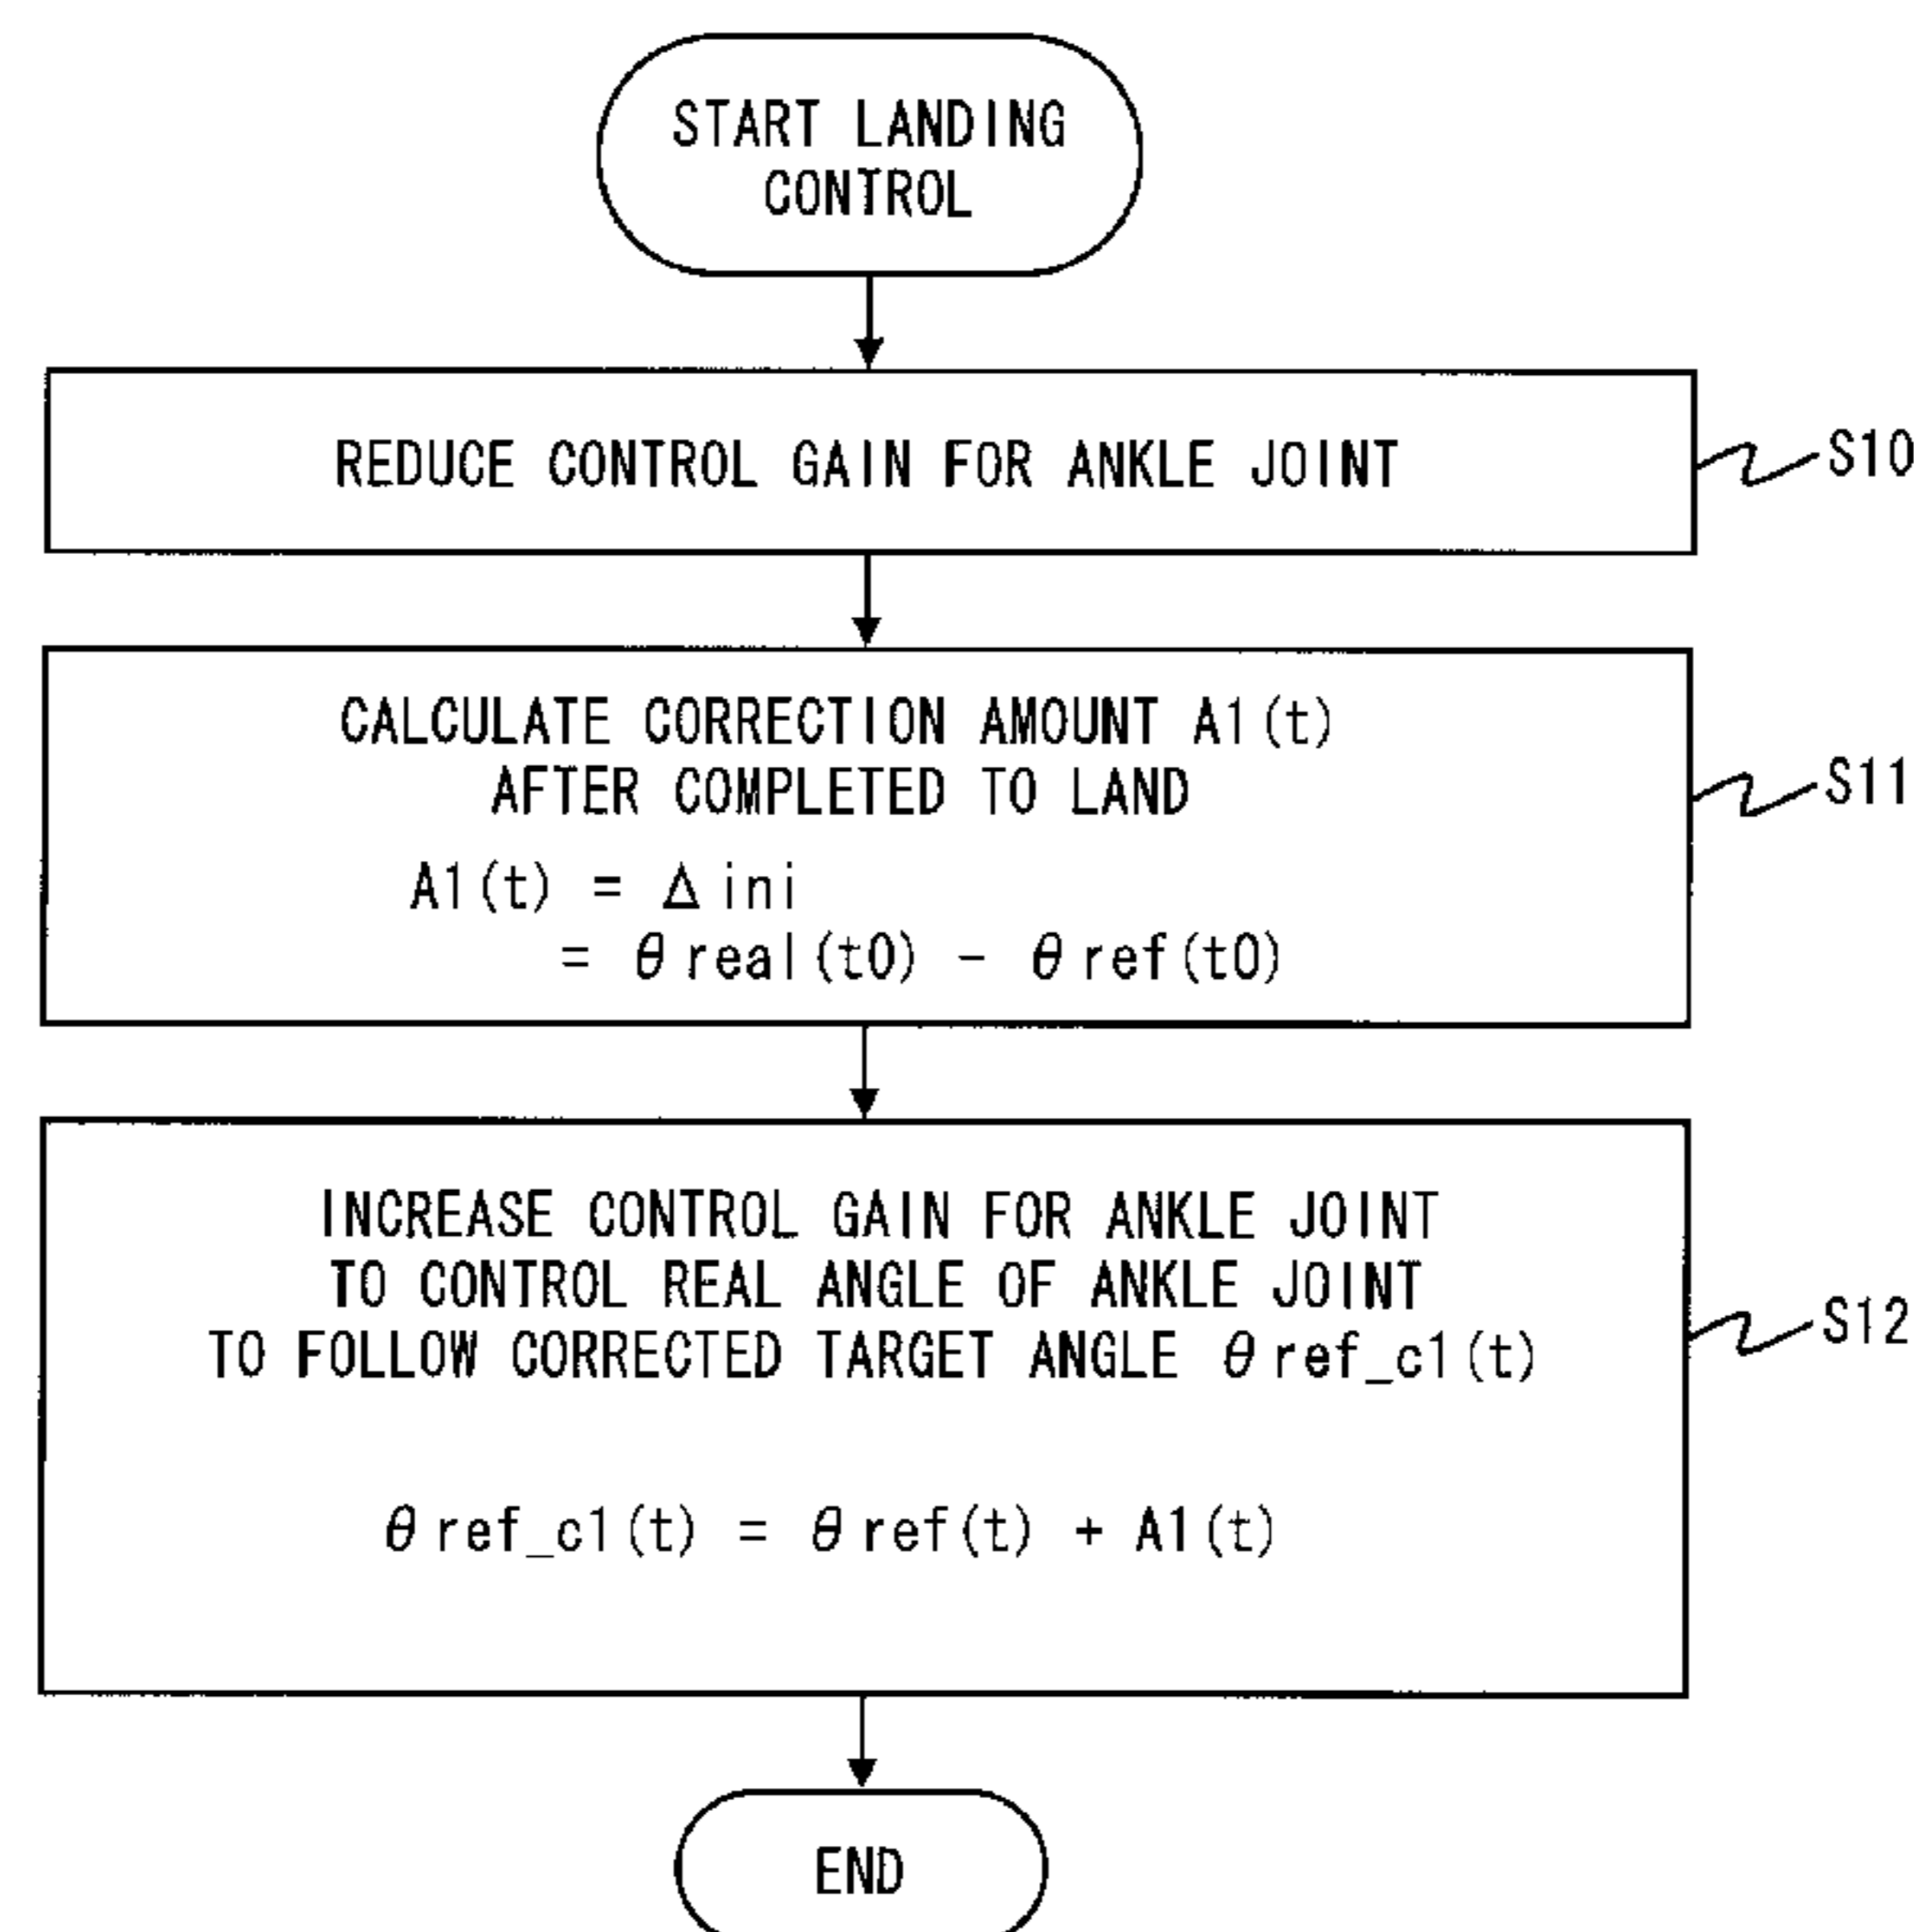 START LANDING
CONTROL
REDUCE CONTROL GAIN FOR ANKLE JOINT
S10
CALCULATE CORRECTION AMOUNT A1(t)
AFTER COMPLETED TO LAND
A1(t) = Δini
= θreal(t0) - θref(t0)
S11
INCREASE CONTROL GAIN FOR ANKLE JOINT
TO CONTROL REAL ANGLE OF ANKLE JOINT
TO FOLLOW CORRECTED TARGET ANGLE θref_c1(t)
θref_c1(t) = θref(t) + A1(t)
S12
END